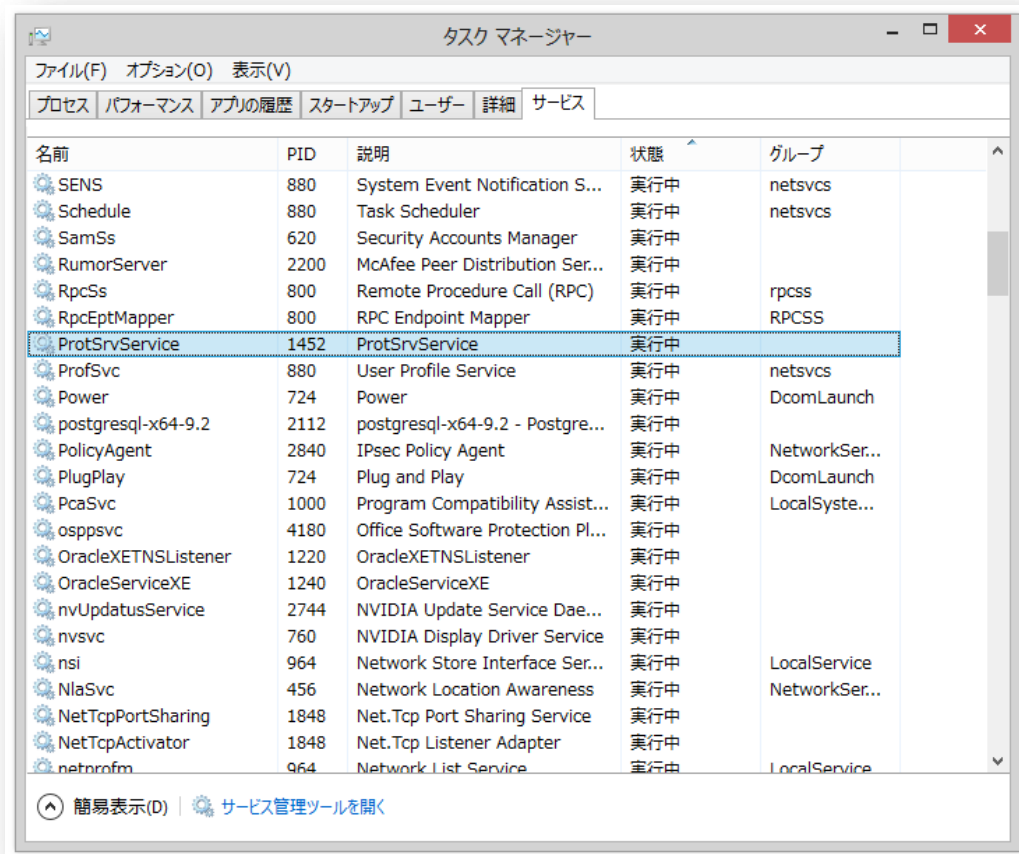 タスク マネージャー
ファイル(F) オプション(O) 表示(V)
プロセス パフォーマンス アプリの履歴 スタートアップ ユーザー 詳細 サービス
名前 PID 説明 状態 グループ
SENS 880 System Event Notification S... 実行中 netsvcs
Schedule 880 Task Scheduler 実行中 netsvcs
SamSs 620 Security Accounts Manager 実行中
RumorServer 2200 McAfee Peer Distribution Ser... 実行中
RpcSs 800 Remote Procedure Call (RPC) 実行中 rpcss
RpcEptMapper 800 RPC Endpoint Mapper 実行中 RPCSS
ProtSrvService 1452 ProtSrvService 実行中
ProfSvc 880 User Profile Service 実行中 netsvcs
Power 724 Power 実行中 DcomLaunch
postgresql-x64-9.2 2112 postgresql-x64-9.2 - Postgre... 実行中
PolicyAgent 2840 IPsec Policy Agent 実行中 NetworkSer...
PlugPlay 724 Plug and Play 実行中 DcomLaunch
PcaSvc 1000 Program Compatibility Assist... 実行中 LocalSyste...
osppsvc 4180 Office Software Protection Pl... 実行中
OracleXETNSListener 1220 OracleXETNSListener 実行中
OracleServiceXE 1240 OracleServiceXE 実行中
nvUpdatusService 2744 NVIDIA Update Service Dae... 実行中
nvsvc 760 NVIDIA Display Driver Service 実行中
nsi 964 Network Store Interface Ser... 実行中 LocalService
NlaSvc 456 Network Location Awareness 実行中 NetworkSer...
NetTcpPortSharing 1848 Net.Tcp Port Sharing Service 実行中
NetTcpActivator 1848 Net.Tcp Listener Adapter 実行中
netprofm 964 Network List Service 実行中 LocalService
簡易表示(D) サービス管理ツールを開く